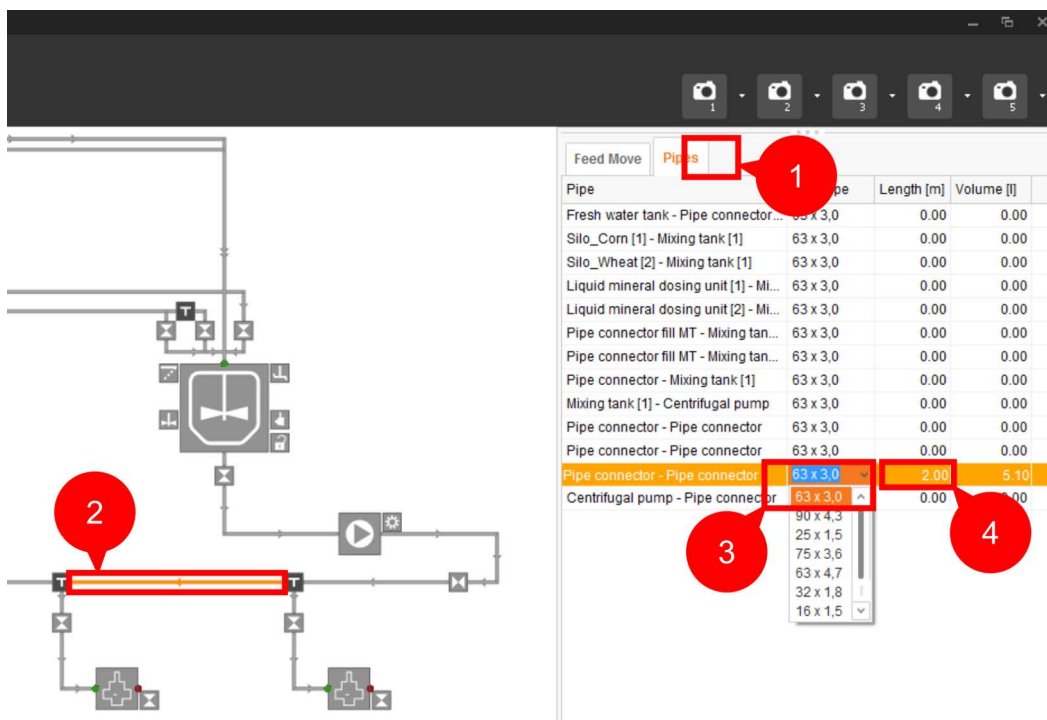 1 2 3 4 5
Feed Move Pipes
1
Pipe pe Length [m] Volume [l]
Fresh water tank - Pipe connector... 63 x 3,0 0.00 0.00
Silo_Corn [1] - Mixing tank [1] 63 x 3,0 0.00 0.00
Silo_Wheat [2] - Mixing tank [1] 63 x 3,0 0.00 0.00
Liquid mineral dosing unit [1] - Mi... 63 x 3,0 0.00 0.00
Liquid mineral dosing unit [2] - Mi... 63 x 3,0 0.00 0.00
Pipe connector fill MT - Mixing tan... 63 x 3,0 0.00 0.00
Pipe connector fill MT - Mixing tan... 63 x 3,0 0.00 0.00
Pipe connector - Mixing tank [1] 63 x 3,0 0.00 0.00
Mixing tank [1] - Centrifugal pump 63 x 3,0 0.00 0.00
Pipe connector - Pipe connector 63 x 3,0 0.00 0.00
Pipe connector - Pipe connector 63 x 3,0 0.00 0.00
Pipe connector - Pipe connector 63 x 3,0 2.00 5.10
Centrifugal pump - Pipe connector 63 x 3,0 0.00
90 x 4,3
25 x 1,5
75 x 3,6
63 x 4,7
32 x 1,8
16 x 1,5
3
4
T
2
T T